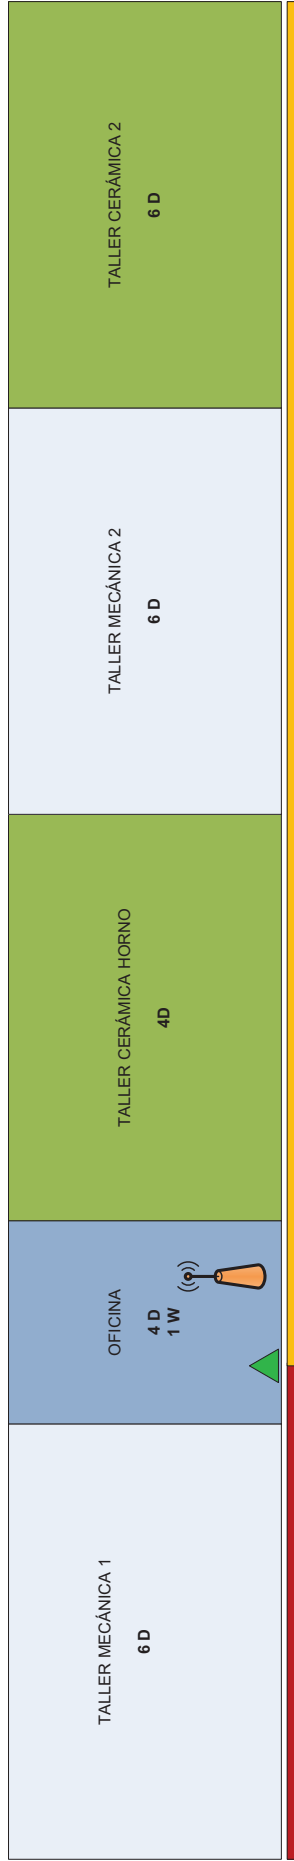 TALLER CERÁMICA 2
6 D
TALLER MECÁNICA 2
6 D
TALLER CERÁMICA HORNO
4D
OFICINA
4 D
1 W
TALLER MECÁNICA 1
6 D